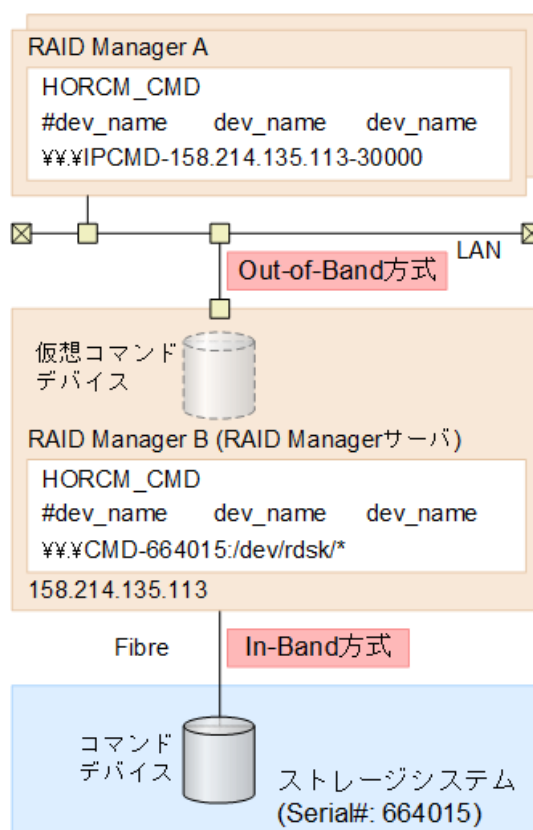 RAID Manager A
HORCM_CMD
#dev_name dev_name dev_name
¥¥.¥IPCMD-158.214.135.113-30000
LAN
Out-of-Band方式
仮想コマンド
デバイス
RAID Manager B (RAID Managerサーバ)
HORCM_CMD
#dev_name dev_name dev_name
¥¥.¥CMD-664015:/dev/rdsk/*
158.214.135.113
Fibre
In-Band方式
コマンド
デバイス
ストレージシステム
(Serial#: 664015)